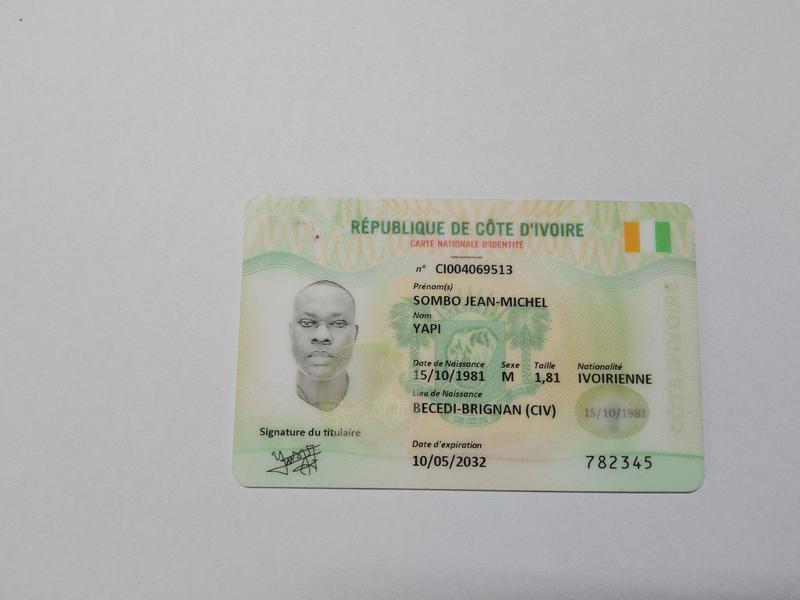 RÉPUBLIQUE DE CÔTE D'IVOIRE
CARTE NATIONALE D'IDENTITÉ
n° CI004069513
Prénom(s)
SOMBO JEAN-MICHEL
Nom
YAPI
Date de Naissance Sexe Taille Nationalité
15/10/1981 M 1,81 IVOIRIENNE
Lieu de Naissance
BECEDI-BRIGNAN (CIV)
15/10/1981
Signature du titulaire
Date d'expiration
10/05/2032
782345
CÔTE D'IVOIRE